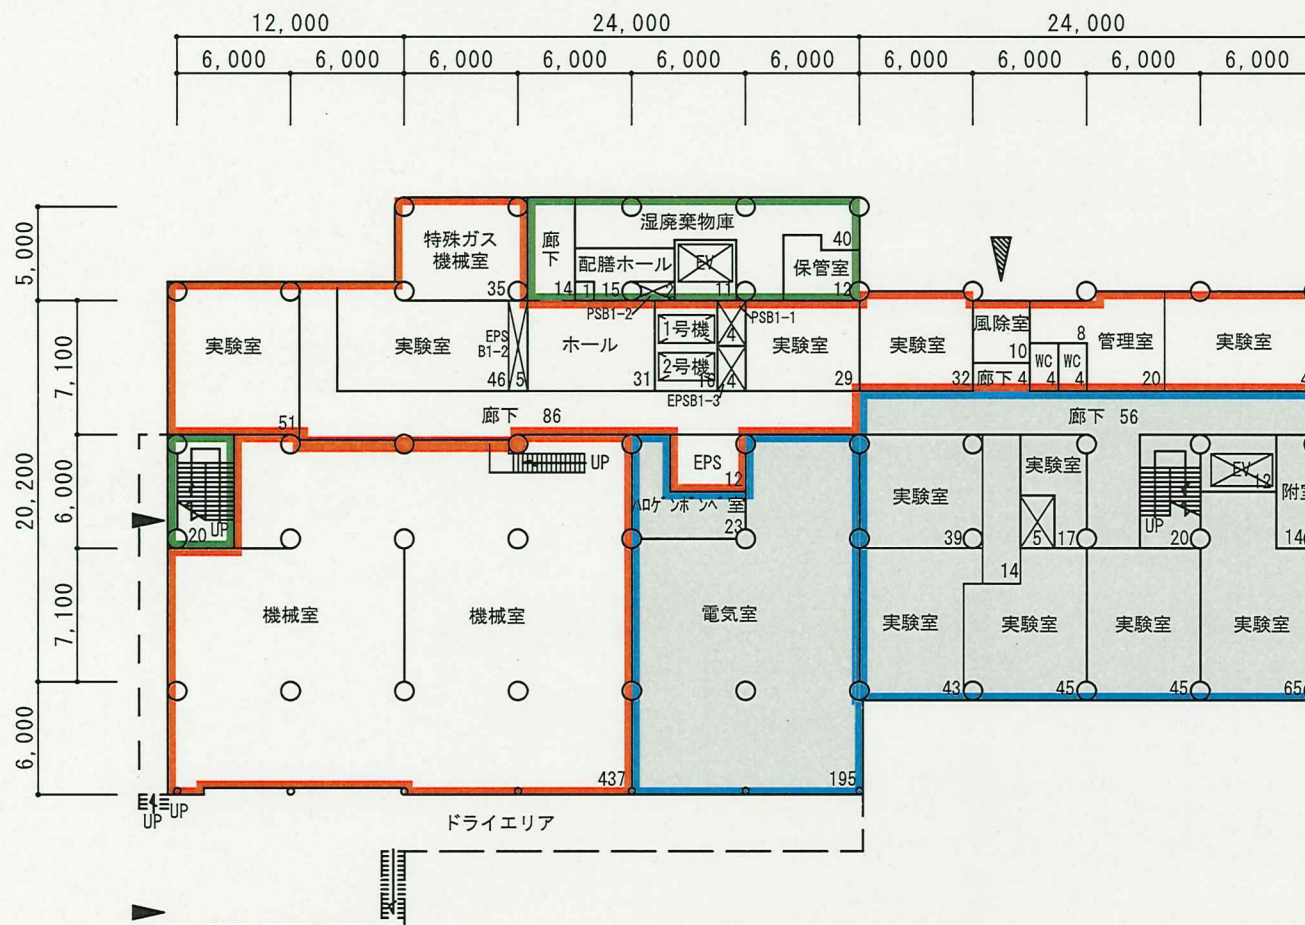 12,000
24,000
24,000
6,000
6,000
6,000
6,000
6,000
6,000
6,000
6,000
6,000
6,000
5,000
7,100
20,200
6,000
7,100
6,000
特殊ガス
機械室
35
廊
下
14
湿廃棄物庫
40
配膳ホール
1
15
2
EV
11
保管室
12
PSB1-2
PSB1-1
実験室
51
実験室
46
EPS
B1-2
5
ホール
31
1号機
2号機
16
4
4
EPSB1-3
実験室
29
実験室
32
風除室
10
廊下 4
WC
4
WC
4
8
管理室
20
実験室
廊下 86
廊下 56
20
UP
UP
EPS
12
ハロゲンボンベ室
23
実験室
39
実験室
5
17
14
UP
20
EV
12
附室
14
機械室
機械室
437
電気室
195
実験室
43
実験室
45
実験室
45
実験室
65
UP
UP
ドライエリア